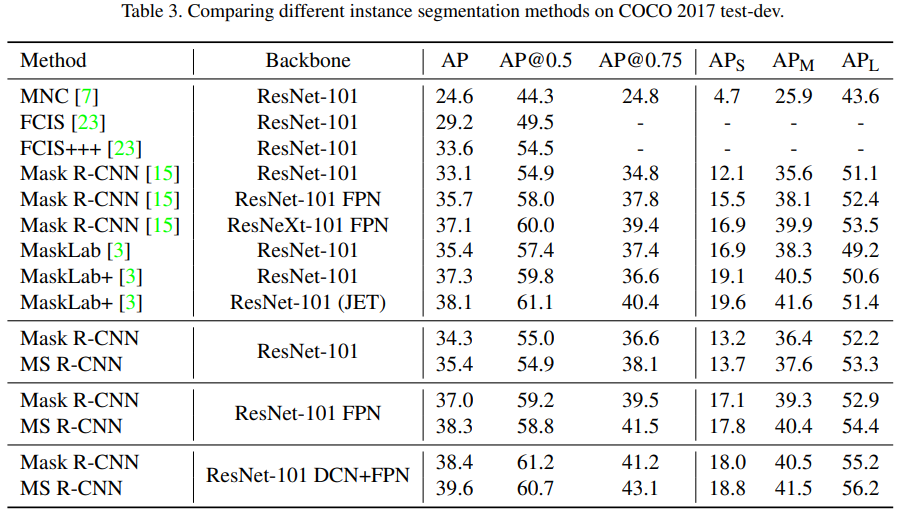 Table 3. Comparing different instance segmentation methods on COCO 2017 test-dev.
Method Backbone AP AP@0.5 AP@0.75 APS APM APL
MNC [7] ResNet-101 24.6 44.3 24.8 4.7 25.9 43.6
FCIS [23] ResNet-101 29.2 49.5 - - - -
FCIS+++ [23] ResNet-101 33.6 54.5 - - - -
Mask R-CNN [15] ResNet-101 33.1 54.9 34.8 12.1 35.6 51.1
Mask R-CNN [15] ResNet-101 FPN 35.7 58.0 37.8 15.5 38.1 52.4
Mask R-CNN [15] ResNeXt-101 FPN 37.1 60.0 39.4 16.9 39.9 53.5
MaskLab [3] ResNet-101 35.4 57.4 37.4 16.9 38.3 49.2
MaskLab+ [3] ResNet-101 37.3 59.8 36.6 19.1 40.5 50.6
MaskLab+ [3] ResNet-101 (JET) 38.1 61.1 40.4 19.6 41.6 51.4
Mask R-CNN 34.3 55.0 36.6 13.2 36.4 52.2
ResNet-101
MS R-CNN 35.4 54.9 38.1 13.7 37.6 53.3
Mask R-CNN 37.0 59.2 39.5 17.1 39.3 52.9
ResNet-101 FPN
MS R-CNN 38.3 58.8 41.5 17.8 40.4 54.4
Mask R-CNN 38.4 61.2 41.2 18.0 40.5 55.2
ResNet-101 DCN+FPN
MS R-CNN 39.6 60.7 43.1 18.8 41.5 56.2